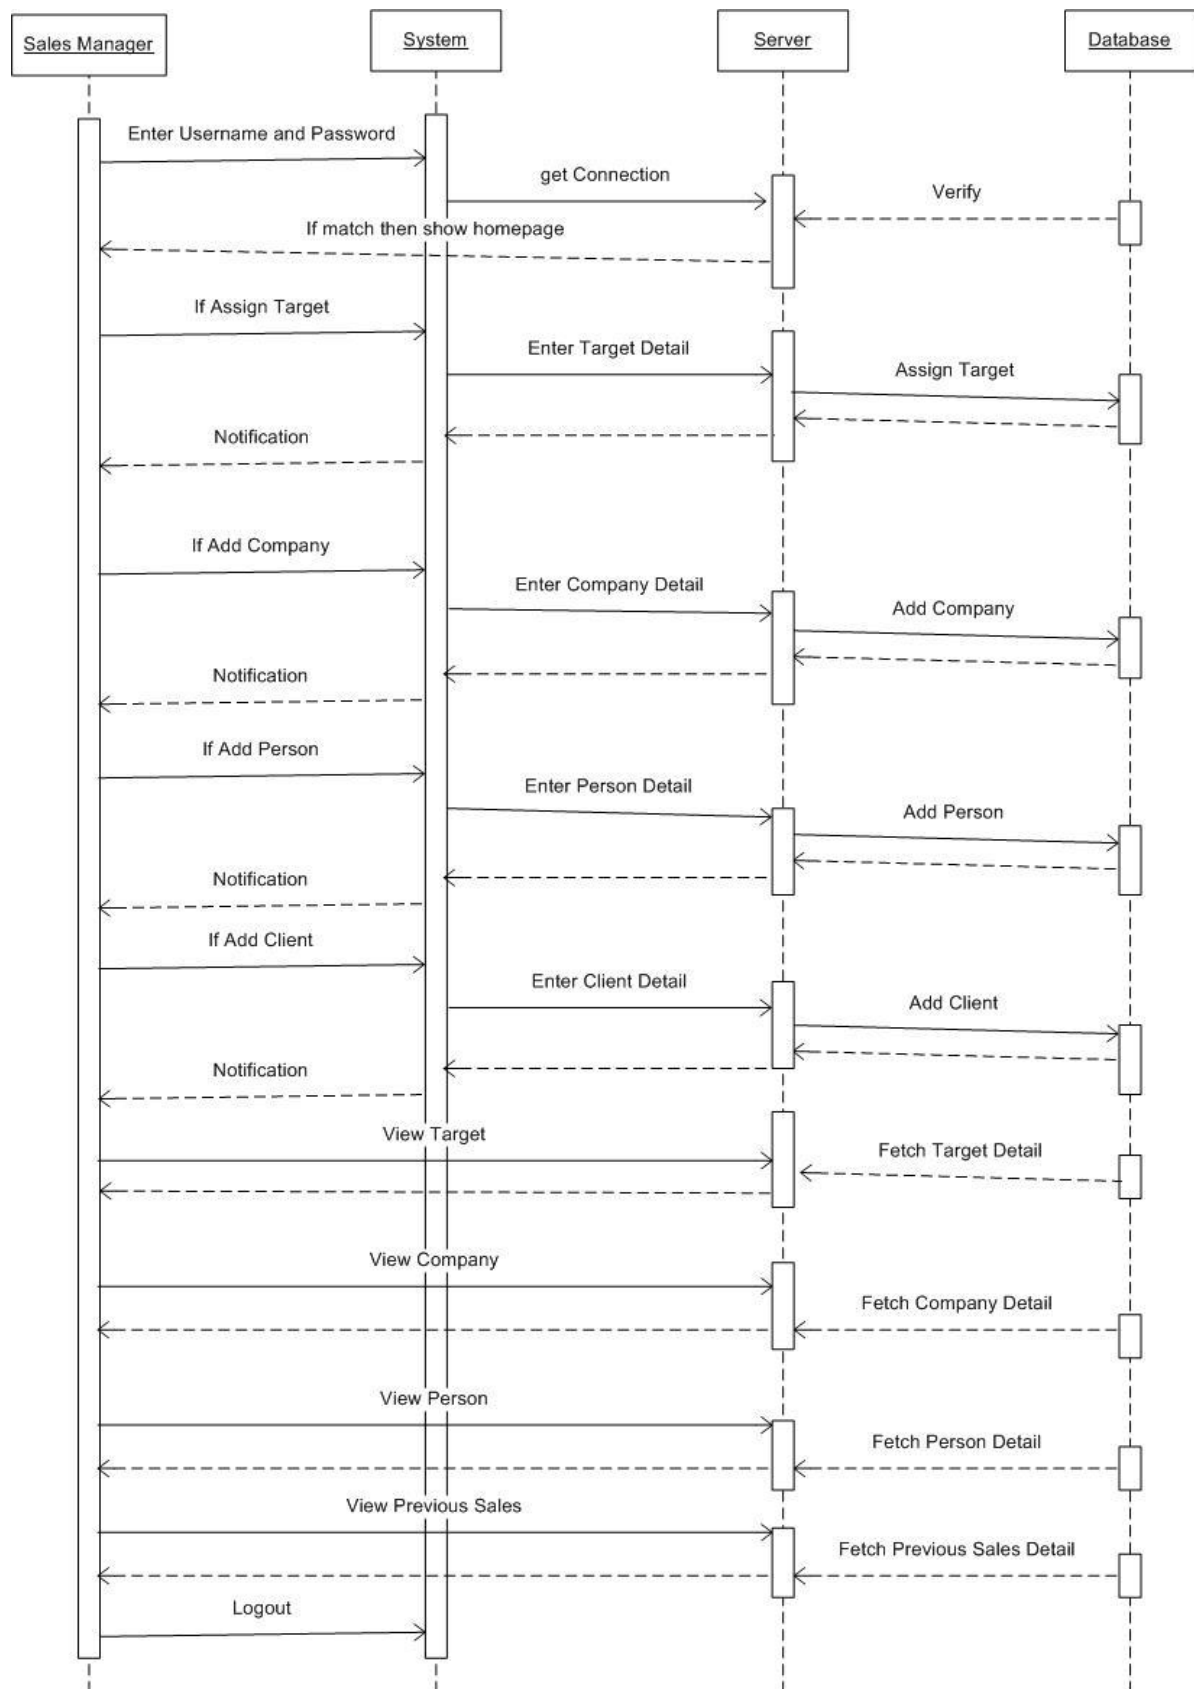 Sales Manager
System
Server
Database
Enter Username and Password
get Connection
Verify
If match then show homepage
If Assign Target
Enter Target Detail
Assign Target
Notification
If Add Company
Enter Company Detail
Add Company
Notification
If Add Person
Enter Person Detail
Add Person
Notification
If Add Client
Enter Client Detail
Add Client
Notification
View Target
Fetch Target Detail
View Company
Fetch Company Detail
View Person
Fetch Person Detail
View Previous Sales
Fetch Previous Sales Detail
Logout